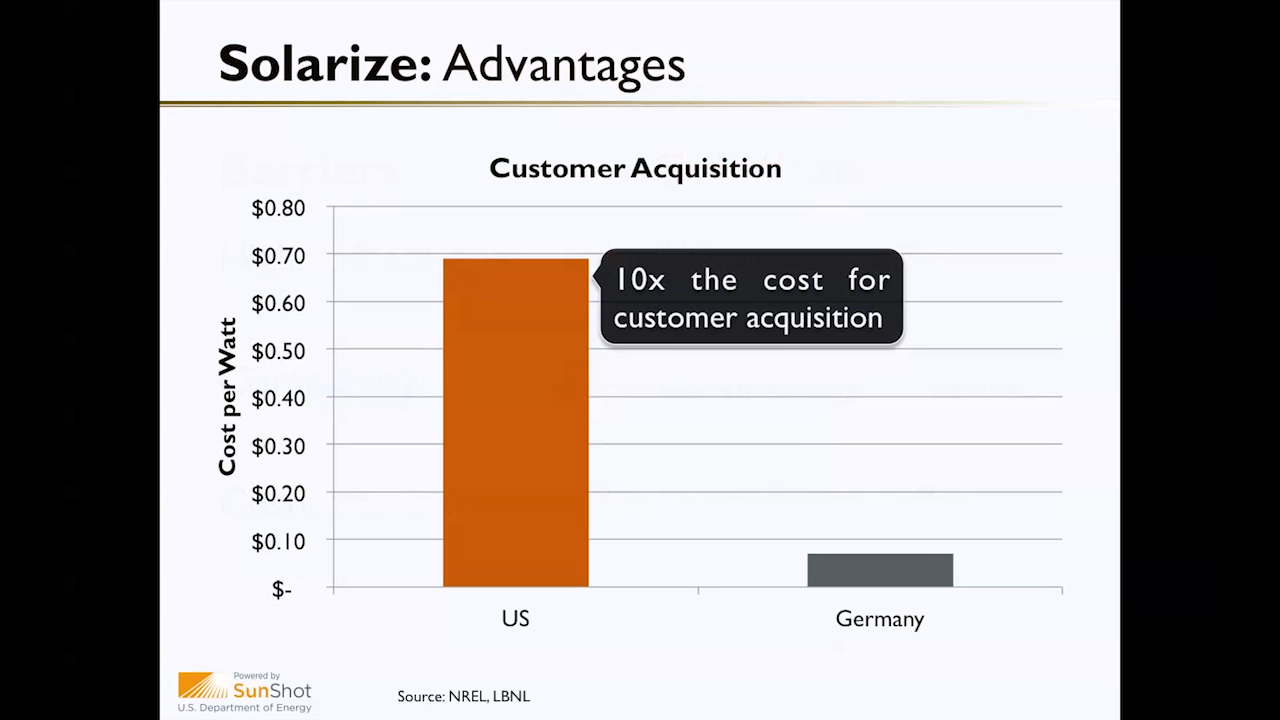 Solarize: Advantages
Customer Acquisition
$0.80
$0.70
$0.60
$0.50
$0.40
$0.30
$0.20
$0.10
$-
Cost per Watt
10x the cost for
customer acquisition
US
Germany
Powered by
SunShot
U.S. Department of Energy
Source: NREL, LBNL